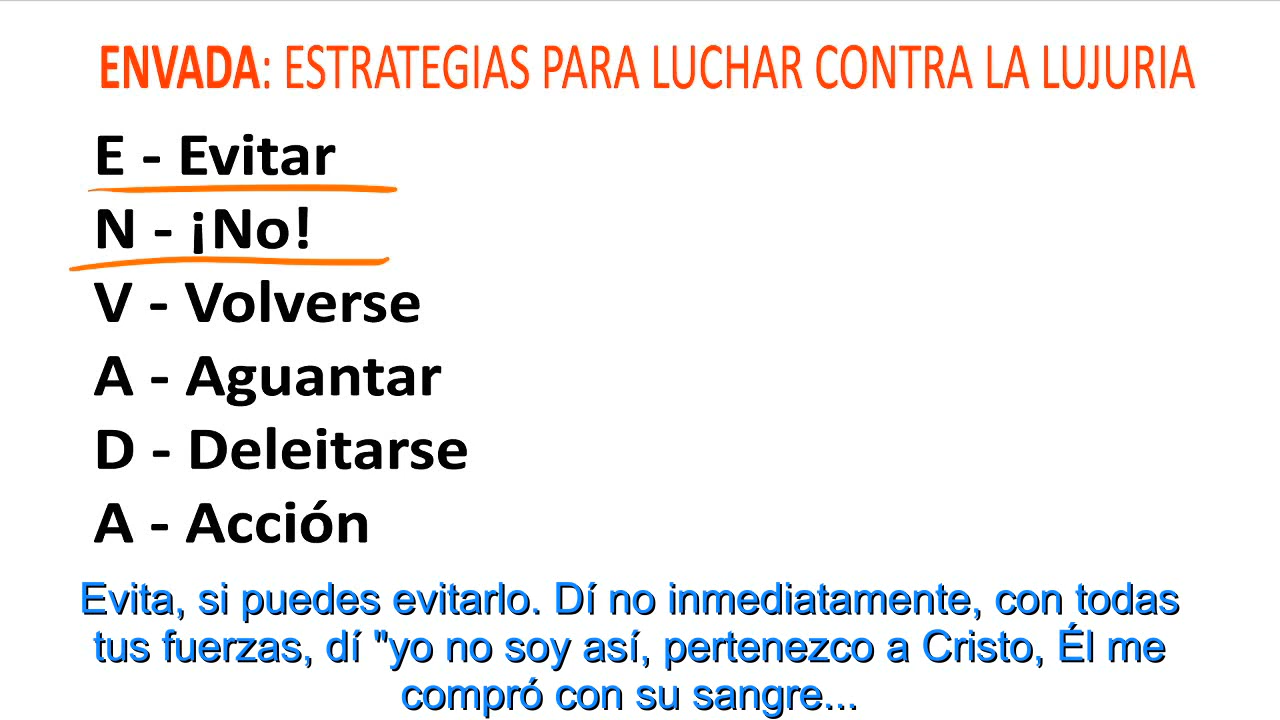 ENVADA: ESTRATEGIAS PARA LUCHAR CONTRA LA LUJURIA
E - Evitar
N - ¡No!
V - Volverse
A - Aguantar
D - Deleitarse
A - Acción
Evita, si puedes evitarlo. Dí no inmediatamente, con todas
tus fuerzas, dí "yo no soy así, pertenezco a Cristo, Él me
compró con su sangre...